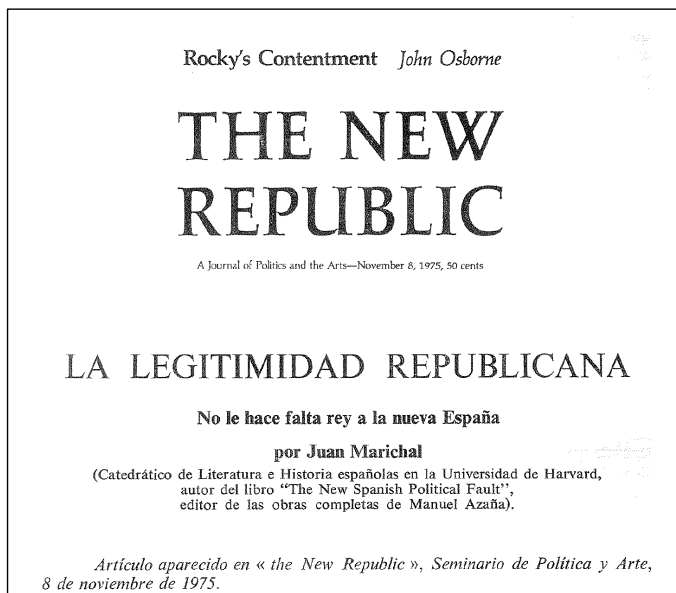 Rocky's Contentment John Osborne
THE NEW
REPUBLIC
A Journal of Politics and the Arts—November 8, 1975, 50 cents
LA LEGITIMIDAD REPUBLICANA
No le hace falta rey a la nueva España
por Juan Marichal
(Catedrático de Literatura e Historia españolas en la Universidad de Harvard,
autor del libro “The New Spanish Political Fault”,
editor de las obras completas de Manuel Azaña).
Artículo aparecido en « the New Republic », Seminario de Política y Arte,
8 de noviembre de 1975.